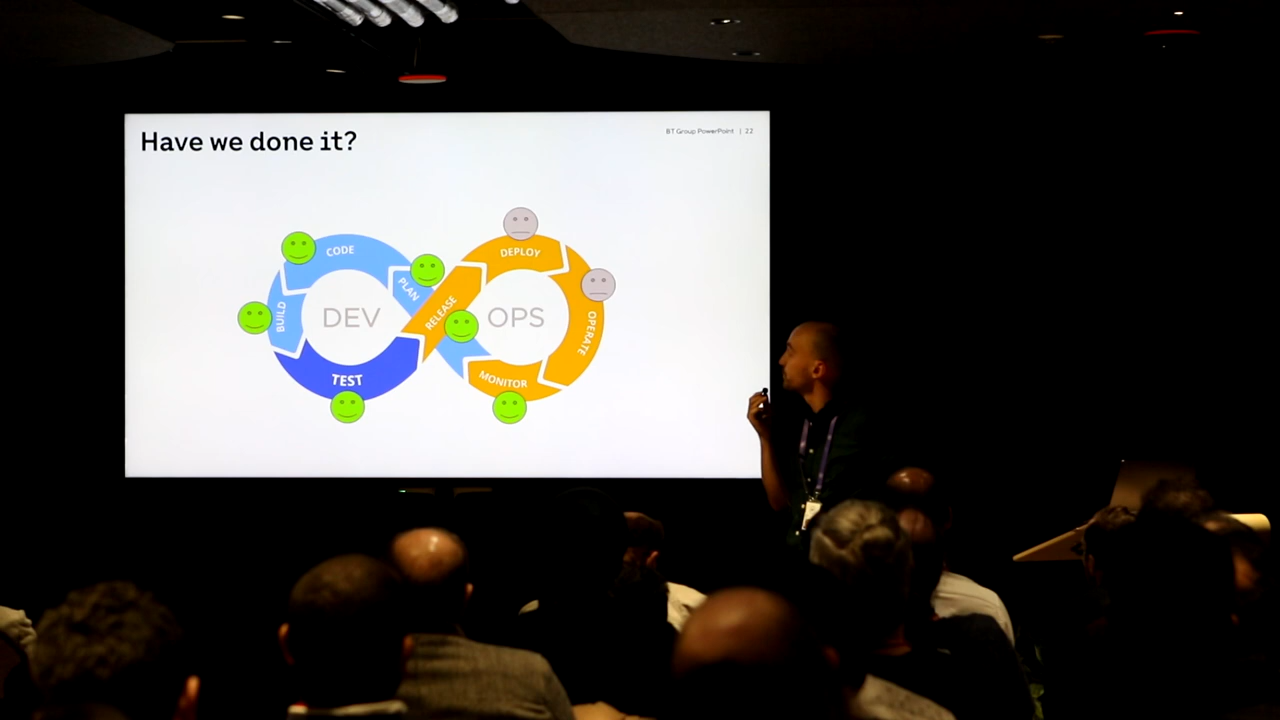 Have we done it?
BT Group PowerPoint | 22
CODE
PLAN
BUILD
DEV
TEST
RELEASE
DEPLOY
OPS
OPERATE
MONITOR